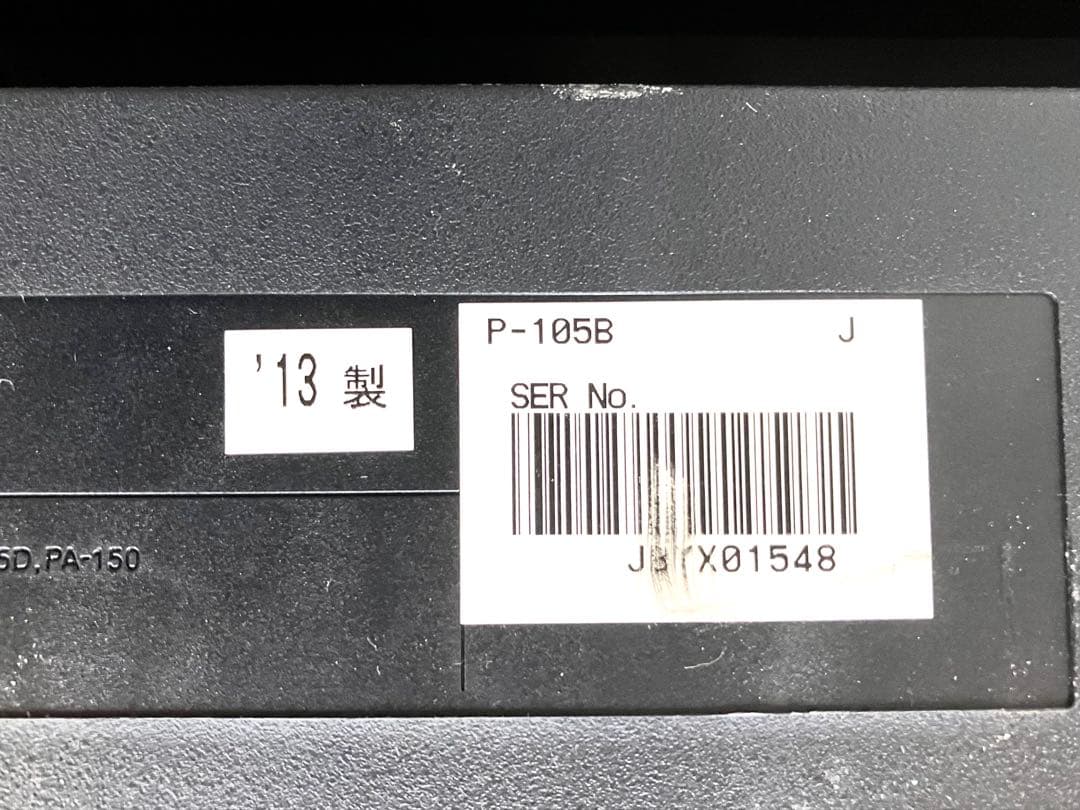 '13 製
P-105B J
SER No.
5D,PA-150